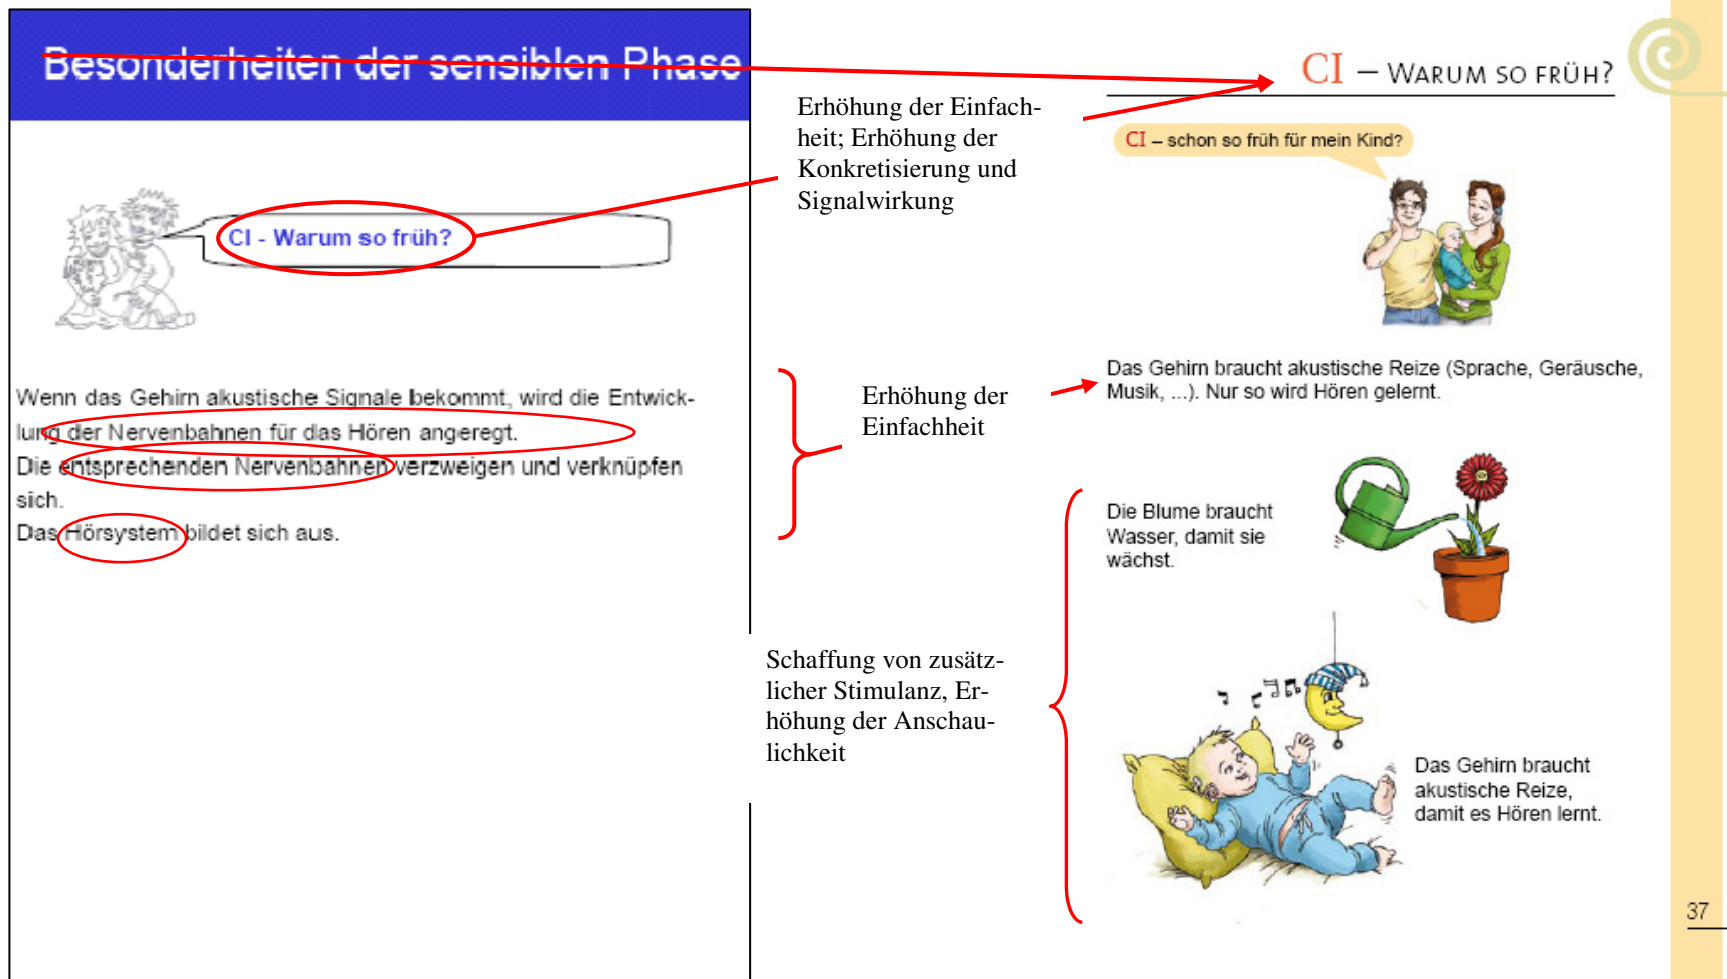 Besonderheiten der sensiblen Phase
CI - Warum so früh?
Wenn das Gehirn akustische Signale bekommt, wird die Entwick-
lung der Nervenbahnen für das Hören angeregt.
Die entsprechenden Nervenbahnen verzweigen und verknüpfen
sich.
Das Hörsystem bildet sich aus.
Erhöhung der Einfach-
heit; Erhöhung der
Konkretisierung und
Signalwirkung
Erhöhung der
Einfachheit
Schaffung von zusätz-
licher Stimulanz, Er-
höhung der Anschau-
lichkeit
CI – WARUM SO FRÜH?
CI – schon so früh für mein Kind?
Das Gehirn braucht akustische Reize (Sprache, Geräusche,
Musik, ...). Nur so wird Hören gelernt.
Die Blume braucht
Wasser, damit sie
wächst.
Das Gehirn braucht
akustische Reize,
damit es Hören lernt.
37